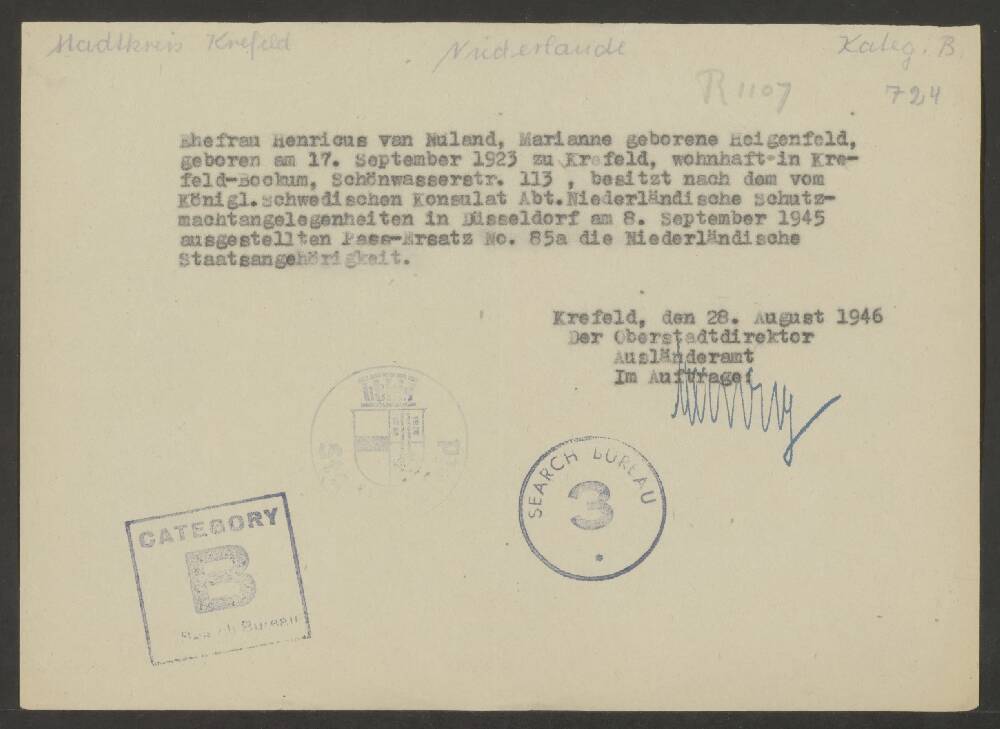 Stadtkreis Krefeld
Niederlande
Kateg. B.
R 1107
724
Ehefrau Henricus van Nuland, Marianne geborene Heigenfeld,
geboren am 17. September 1923 zu Krefeld, wohnhaft in Kre-
feld-Bockum, Schönwasserstr. 113 , besitzt nach dem vom
Königl. Schwedischen Konsulat Abt. Niederländische Schutz-
machtangelegenheiten in Düsseldorf am 8. September 1945
ausgestellten Pass-Ersatz No. 85a die Niederländische
Staatsangehörigkeit.
Krefeld, den 28. August 1946
Der Oberstadtdirektor
Ausländeramt
Im Auftrage:
SEARCH BUREAU
3
CATEGORY
B
Search Bureau